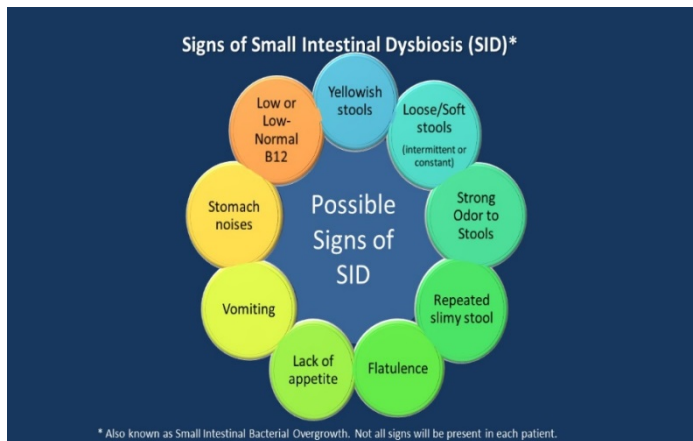 Signs of Small Intestinal Dysbiosis (SID)*
Yellowish
stools
Loose/Soft
stools
(intermittent or
constant)
Strong
Odor to
Stools
Repeated
slimy stool
Flatulence
Lack of
appetite
Vomiting
Stomach
noises
Low or
Low-
Normal
B12
Possible
Signs of
SID
* Also known as Small Intestinal Bacterial Overgrowth. Not all signs will be present in each patient.